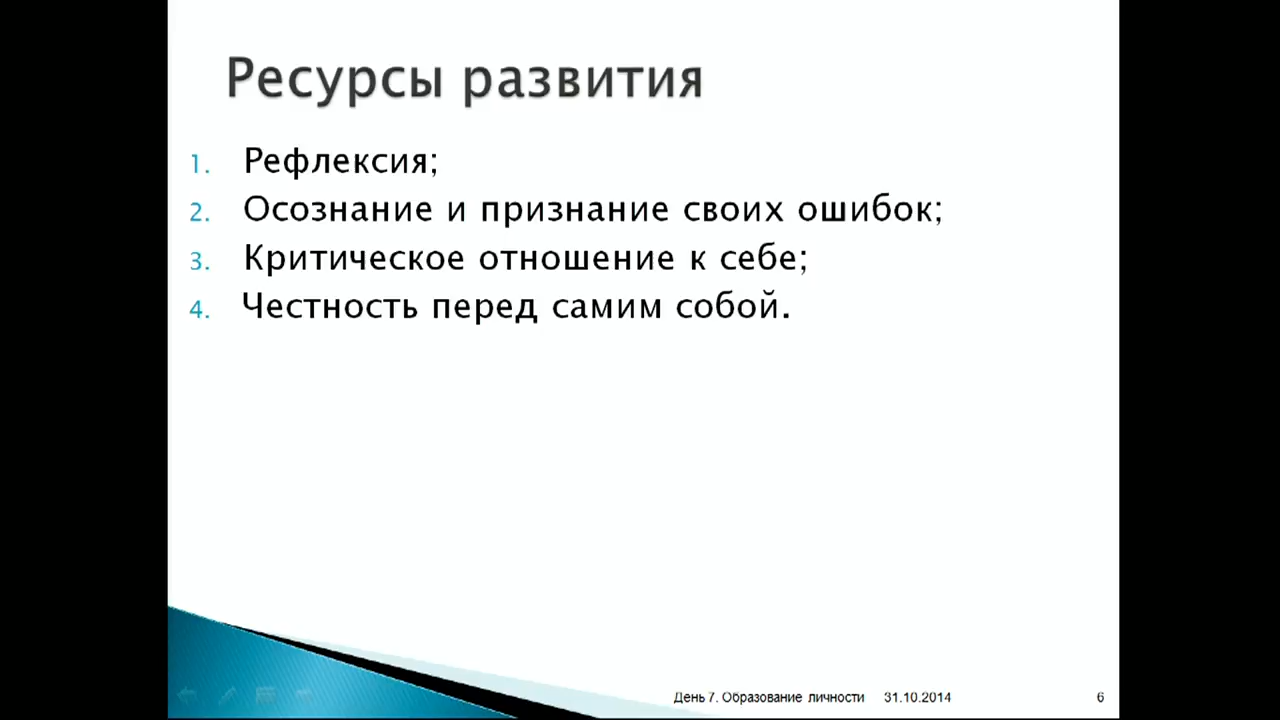 Ресурсы развития
1. Рефлексия;
2. Осознание и признание своих ошибок;
3. Критическое отношение к себе;
4. Честность перед самим собой.
День 7. Образование личности 31.10.2014 6